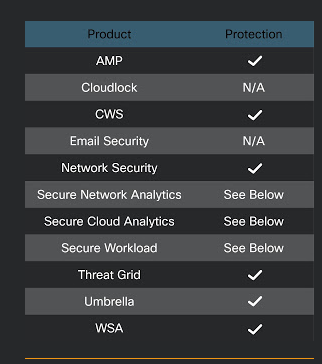 Product Protection
AMP ✓
Cloudlock N/A
CWS ✓
Email Security N/A
Network Security ✓
Secure Network Analytics See Below
Secure Cloud Analytics See Below
Secure Workload See Below
Threat Grid ✓
Umbrella ✓
WSA ✓